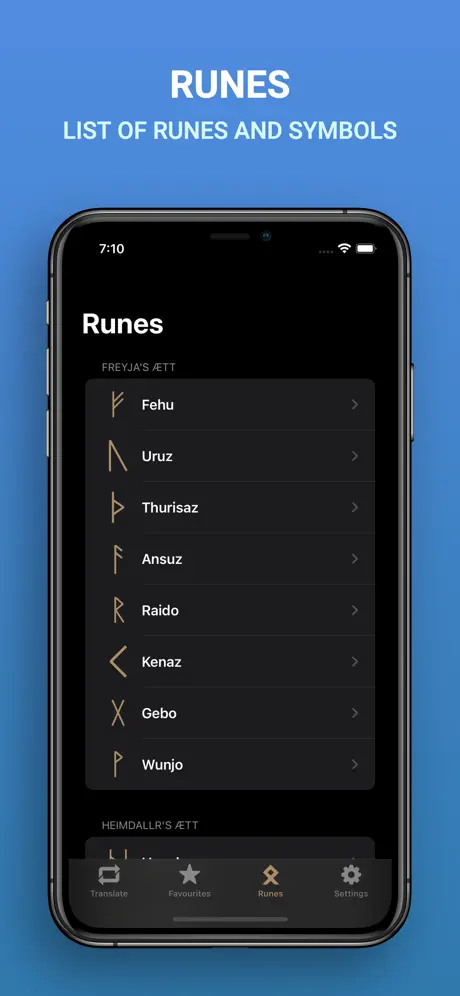 RUNES
LIST OF RUNES AND SYMBOLS
7:10
Runes
FREYJA'S ÆTT
ᚠ Fehu
ᚢ Uruz
ᚦ Thurisaz
ᚨ Ansuz
ᚱ Raido
ᚲ Kenaz
ᚷ Gebo
ᚹ Wunjo
HEIMDALLR'S ÆTT
Translate Favourites Runes Settings